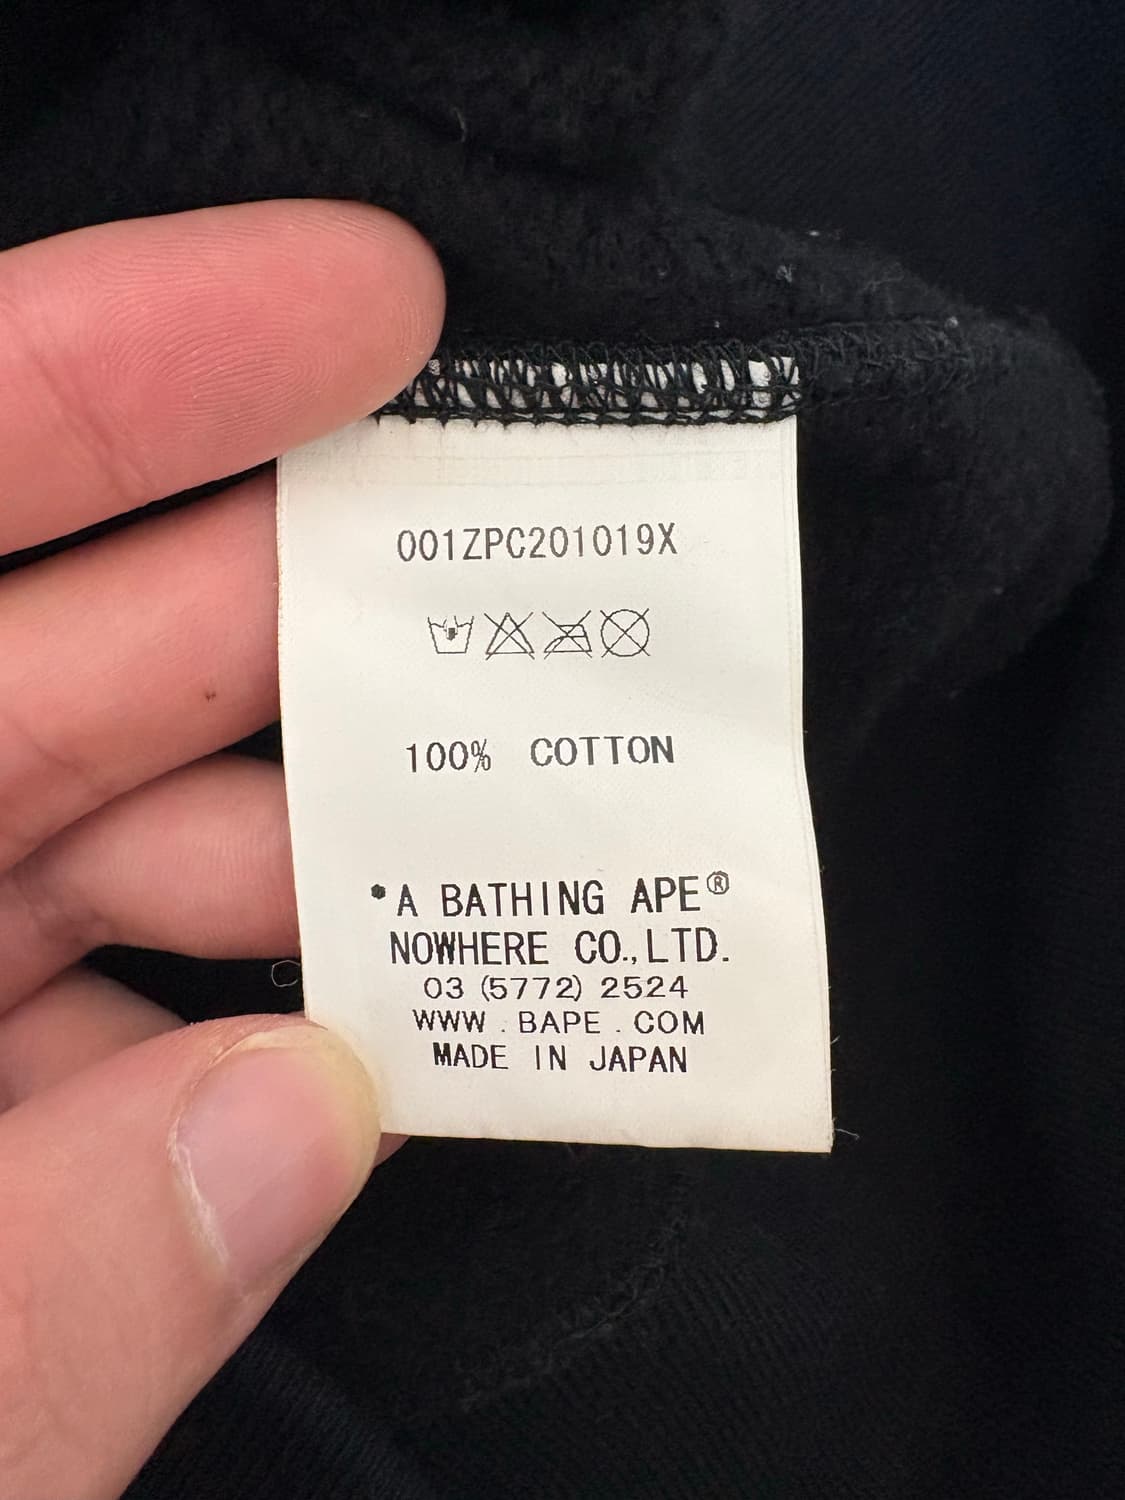 001ZPC201019X
100% COTTON
*A BATHING APE®
NOWHERE CO.,LTD.
03 (5772) 2524
WWW.BAPE.COM
MADE IN JAPAN